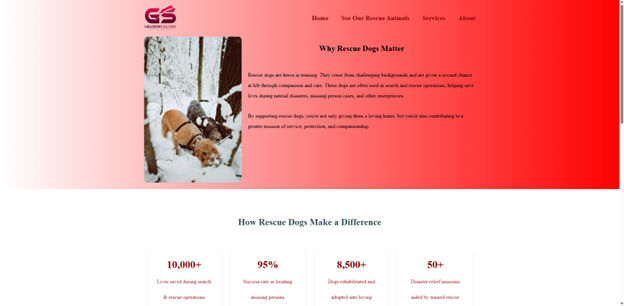 GS
Home See Our Rescue Animals Services About
Why Rescue Dogs Matter
Rescue dogs are heros in training. They come from challenging backgrounds and are given a second chance
at life through compassion and care. These dogs are often used in search and rescue operations, helping save
lives during natural disasters, missing person cases, and other emergencies.
By supporting rescue dogs, you're not only giving them a loving home, but you're also contributing to a
greater mission of service, protection, and companionship.
How Rescue Dogs Make a Difference
10,000+ 95% 8,500+ 50+
Lives saved during search Success rate in locating Dogs rehabilitated and Disaster relief missions
& rescue operations missing persons adopted into loving aided by trained rescue